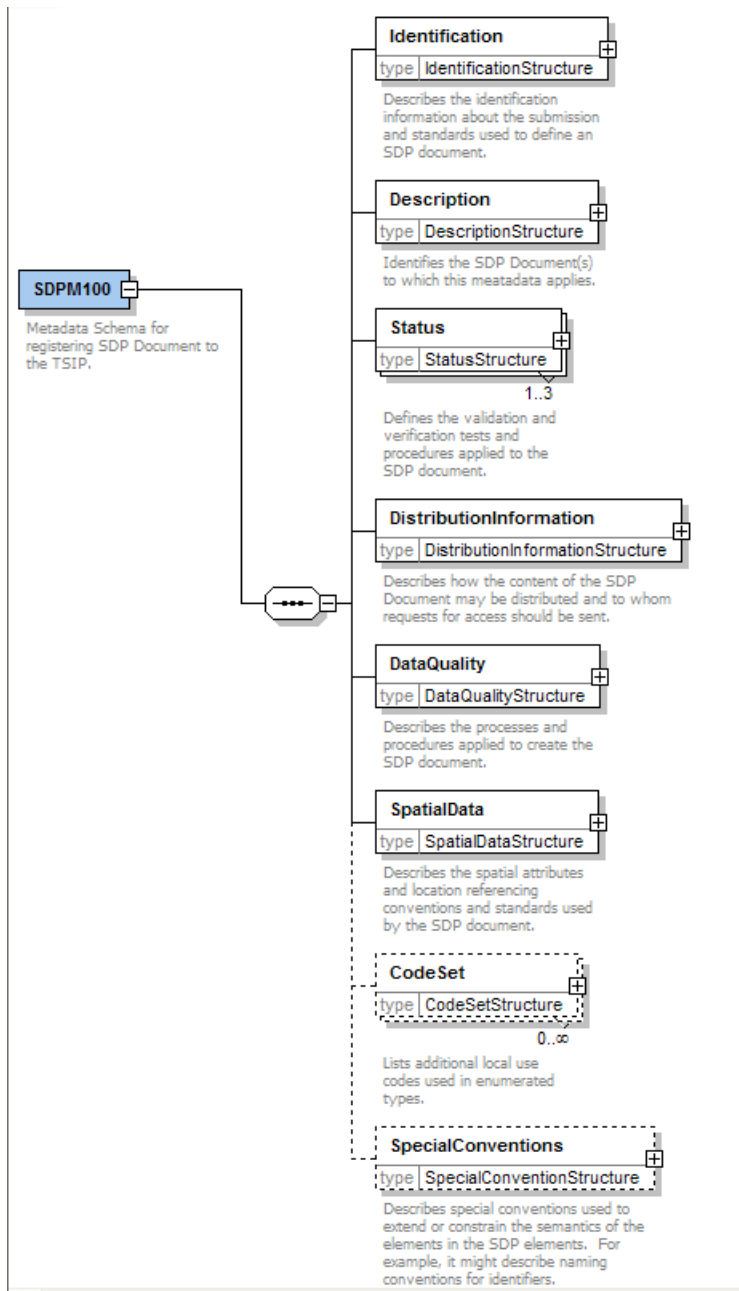 Identification
type IdentificationStructure
Describes the identification
information about the submission
and standards used to define an
SDP document.
Description
type DescriptionStructure
Identifies the SDP Document(s)
to which this meatadata applies.
SDPM100
Metadata Schema for
registering SDP Document to
the TSIP.
Status
type StatusStructure
1..3
Defines the validation and
verification tests and
procedures applied to the
SDP document.
DistributionInformation
type DistributionInformationStructure
Describes how the content of the SDP
Document may be distributed and to whom
requests for access should be sent.
DataQuality
type DataQualityStructure
Describes the processes and
procedures applied to create the
SDP document.
SpatialData
type SpatialDataStructure
Describes the spatial attributes
and location referencing
conventions and standards used
by the SDP document.
CodeSet
type CodeSetStructure
0..∞
Lists additional local use
codes used in enumerated
types.
SpecialConventions
type SpecialConventionStructure
Describes special conventions used to
extend or constrain the semantics of the
elements in the SDP elements. For
example, it might describe naming
conventions for identifiers.